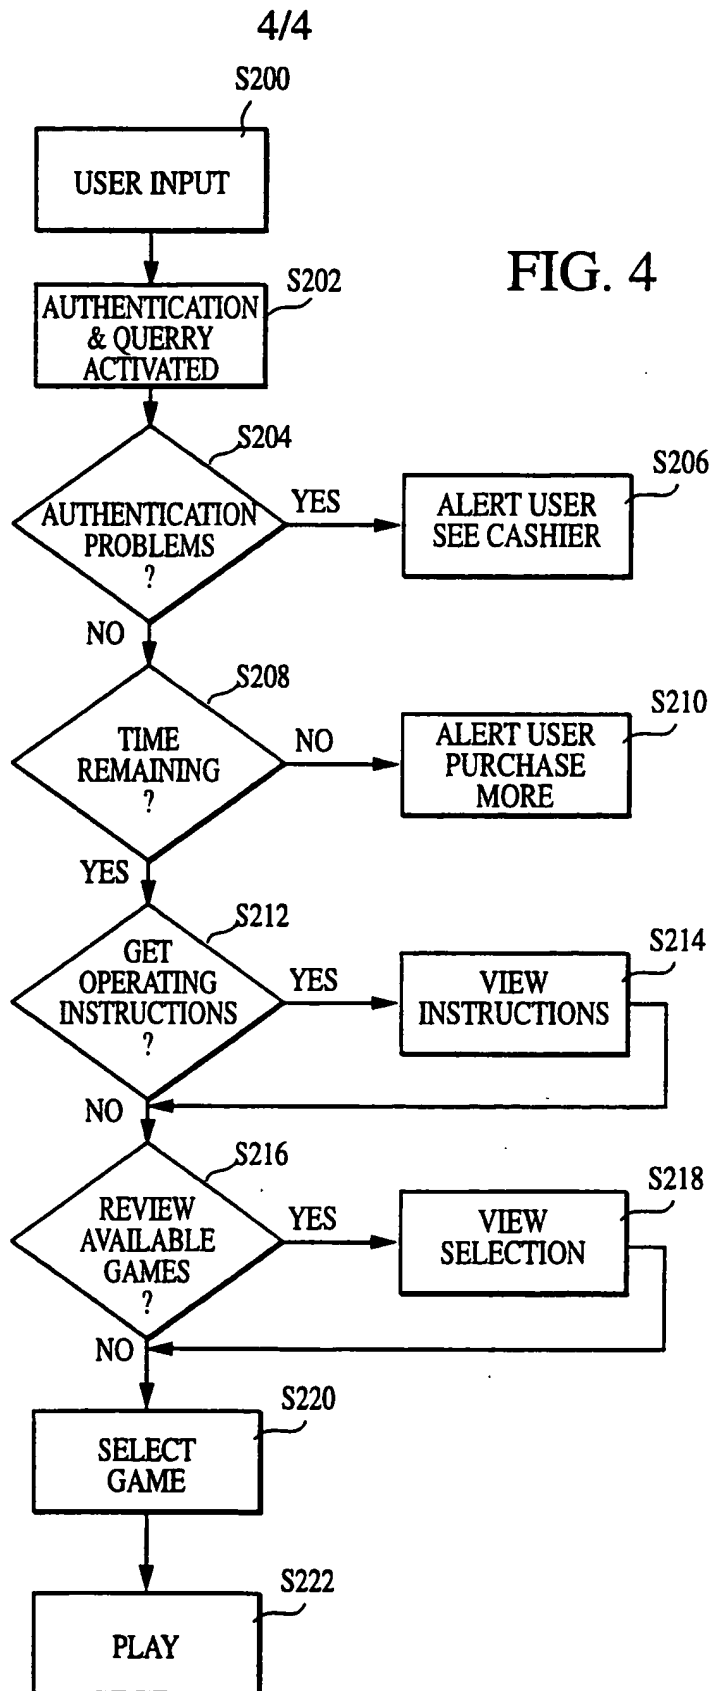 4/4
S200
USER INPUT
FIG. 4
S202
AUTHENTICATION
& QUERRY
ACTIVATED
S204
AUTHENTICATION
PROBLEMS
?
YES
S206
ALERT USER
SEE CASHIER
NO
S208
TIME
REMAINING
?
NO
S210
ALERT USER
PURCHASE
MORE
YES
S212
GET
OPERATING
INSTRUCTIONS
?
YES
S214
VIEW
INSTRUCTIONS
NO
S216
REVIEW
AVAILABLE
GAMES
?
YES
S218
VIEW
SELECTION
NO
S220
SELECT
GAME
S222
PLAY